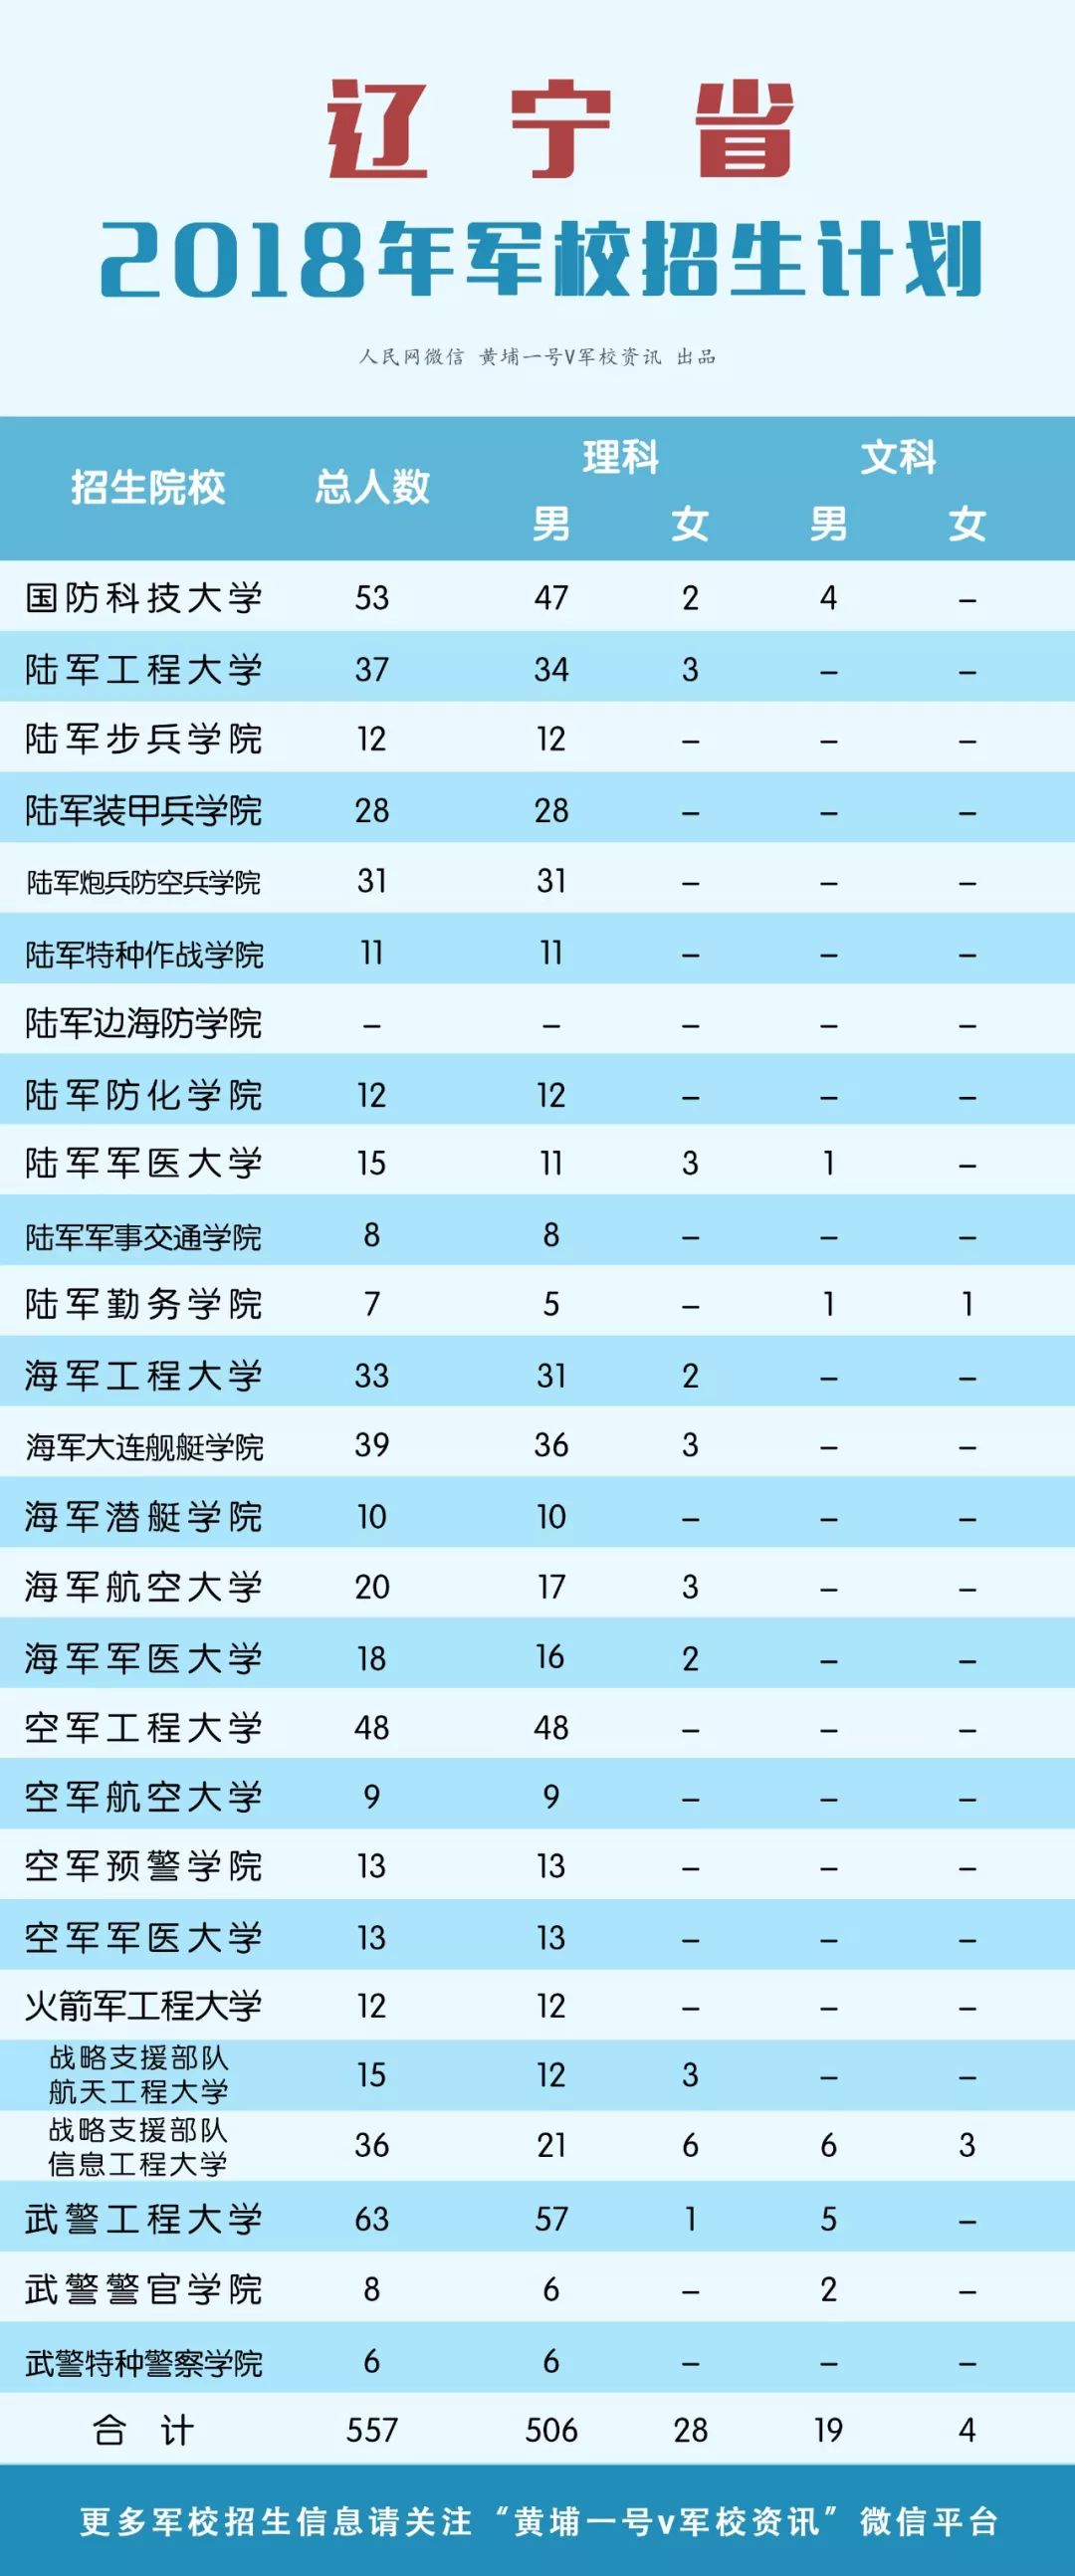 辽宁省
2018年军校招生计划
人民网微信 黄埔一号V军校资讯 出品
招生院校 总人数 理科 文科
男 女 男 女
国防科技大学 53 47 2 4 –
陆军工程大学 37 34 3 – –
陆军步兵学院 12 12 – – –
陆军装甲兵学院 28 28 – – –
陆军炮兵防空兵学院 31 31 – – –
陆军特种作战学院 11 11 – – –
陆军边海防学院 – – – – –
陆军防化学院 12 12 – – –
陆军军医大学 15 11 3 1 –
陆军军事交通学院 8 8 – – –
陆军勤务学院 7 5 – 1 1
海军工程大学 33 31 2 – –
海军大连舰艇学院 39 36 3 – –
海军潜艇学院 10 10 – – –
海军航空大学 20 17 3 – –
海军军医大学 18 16 2 – –
空军工程大学 48 48 – – –
空军航空大学 9 9 – – –
空军预警学院 13 13 – – –
空军军医大学 13 13 – – –
火箭军工程大学 12 12 – – –
战略支援部队
航天工程大学 15 12 3 – –
战略支援部队
信息工程大学 36 21 6 6 3
武警工程大学 63 57 1 5 –
武警警官学院 8 6 – 2 –
武警特种警察学院 6 6 – – –
合计 557 506 28 19 4
更多军校招生信息请关注“黄埔一号v军校资讯”微信平台